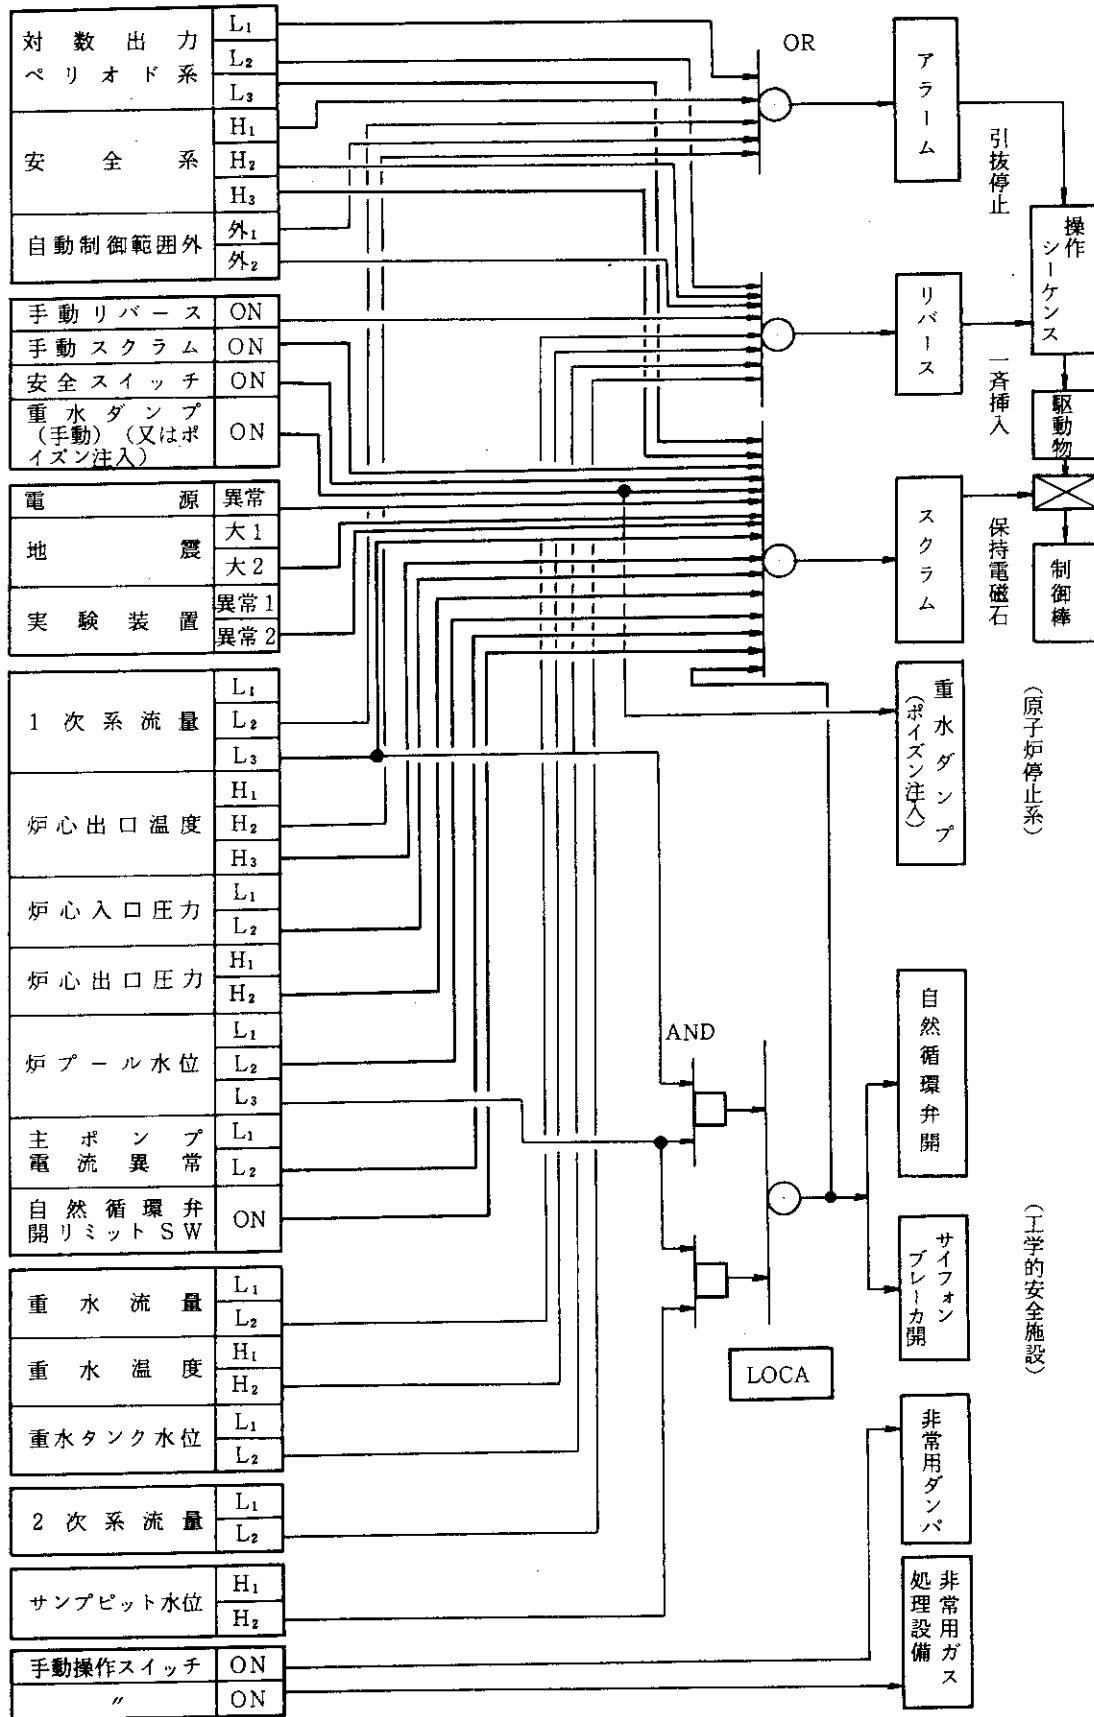 対数出力
ペリオド系
L₁
L₂
L₃
安全系
H₁
H₂
H₃
自動制御範囲外
外₁
外₂
手動リバース
ON
手動スクラム
ON
安全スイッチ
ON
重水ダンプ
（手動）（又はポ
イズン注入）
ON
電源
異常
地震
大1
大2
実験装置
異常1
異常2
1次系流量
L₁
L₂
L₃
炉心出口温度
H₁
H₂
H₃
炉心入口圧力
L₁
L₂
炉心出口圧力
H₁
H₂
炉プール水位
L₁
L₂
L₃
主ポンプ
電流異常
L₁
L₂
自然循環弁
開リミットSW
ON
重水流量
L₁
L₂
重水温度
H₁
H₂
重水タンク水位
L₁
L₂
2次系流量
L₁
L₂
サンプピット水位
H₁
H₂
手動操作スイッチ
ON
〃
ON
OR
アラーム
引抜停止
操作
シーケンス
リバース
一斉挿入
駆動物
スクラム
保持電磁石
制御棒
重水ダンプ
（ポイズン注入）
（原子炉停止系）
AND
自然循環弁開
サイフォン
ブレーカ開
（工学的安全施設）
LOCA
非常用ダンパ
非常用ガス
処理設備